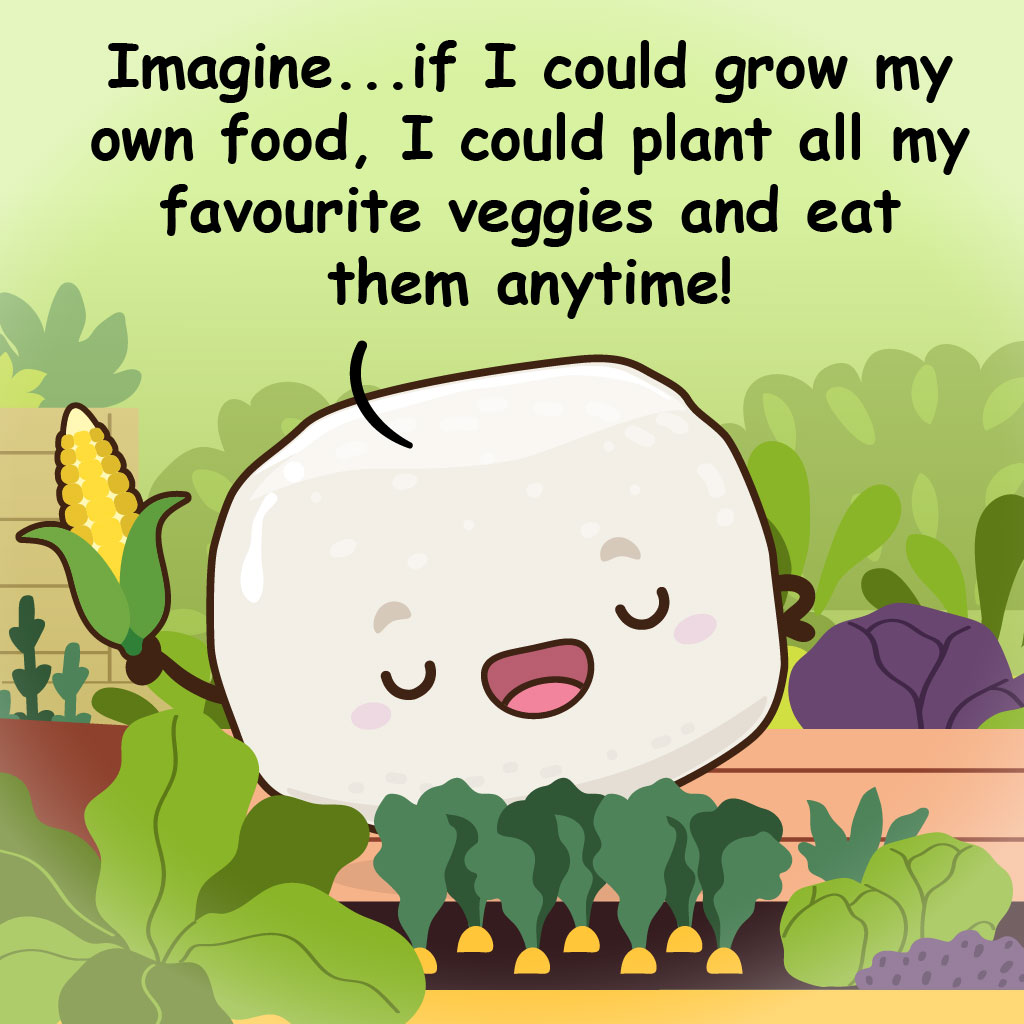 Imagine...if I could grow my
own food, I could plant all my
favourite veggies and eat
them anytime!